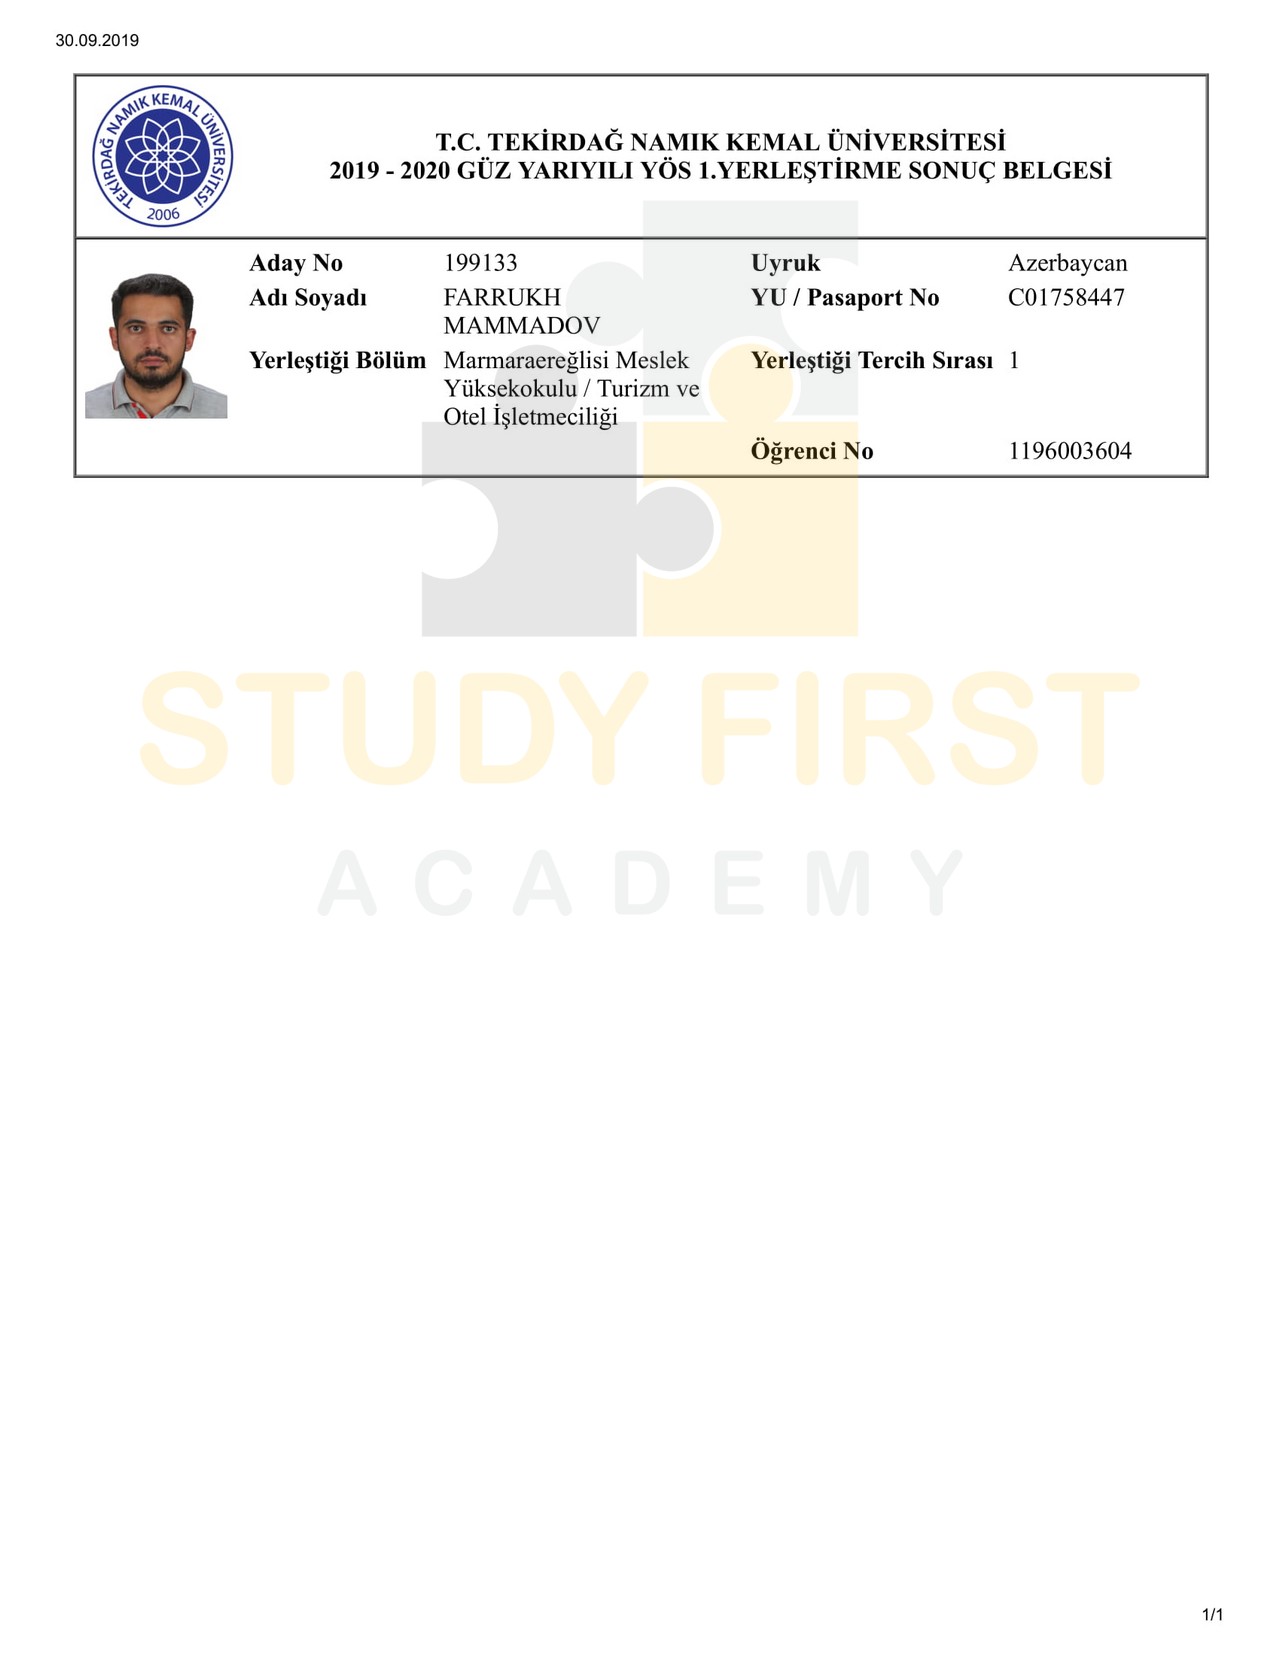 30.09.2019
TEKİRDAĞ NAMIK KEMAL ÜNİVERSİTESİ
2006
T.C. TEKİRDAĞ NAMIK KEMAL ÜNİVERSİTESİ
2019 - 2020 GÜZ YARIYILI YÖS 1.YERLEŞTİRME SONUÇ BELGESİ
Aday No 199133 Uyruk Azerbaycan
Adı Soyadı FARRUKH YU / Pasaport No C01758447
MAMMADOV
Yerleştiği Bölüm Marmaraereğlisi Meslek Yerleştiği Tercih Sırası 1
Yüksekokulu / Turizm ve
Otel İşletmeciliği
Öğrenci No 1196003604
STUDY FIRST
ACADEMY
1/1